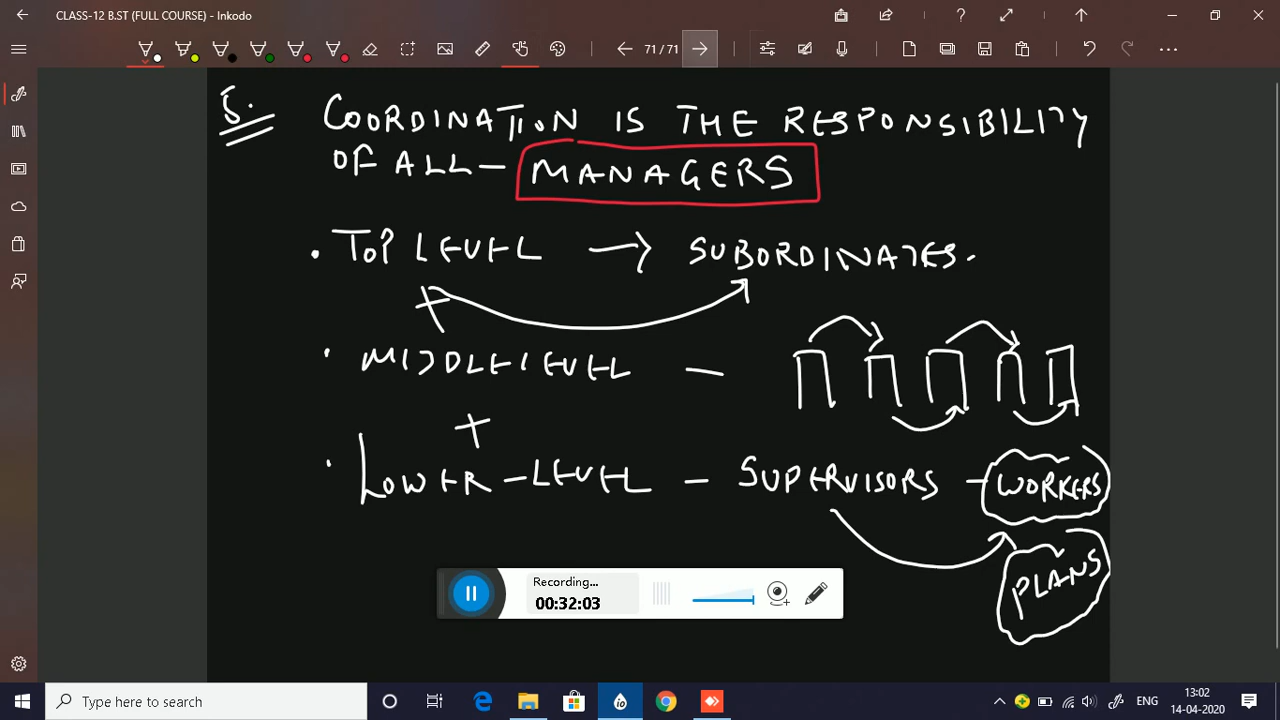 CLASS-12 B.ST (FULL COURSE) - Inkodo
71 / 71
5.
COORDINATION IS THE RESPONSIBILITY
OF ALL - MANAGERS
• TOP LEVEL → SUBORDINATES.
• MIDDLE LEVEL -
• LOWER - LEVEL - SUPERVISORS - WORKERS
PLANS
Recording...
00:32:03
Type here to search
ENG
13:02
14-04-2020